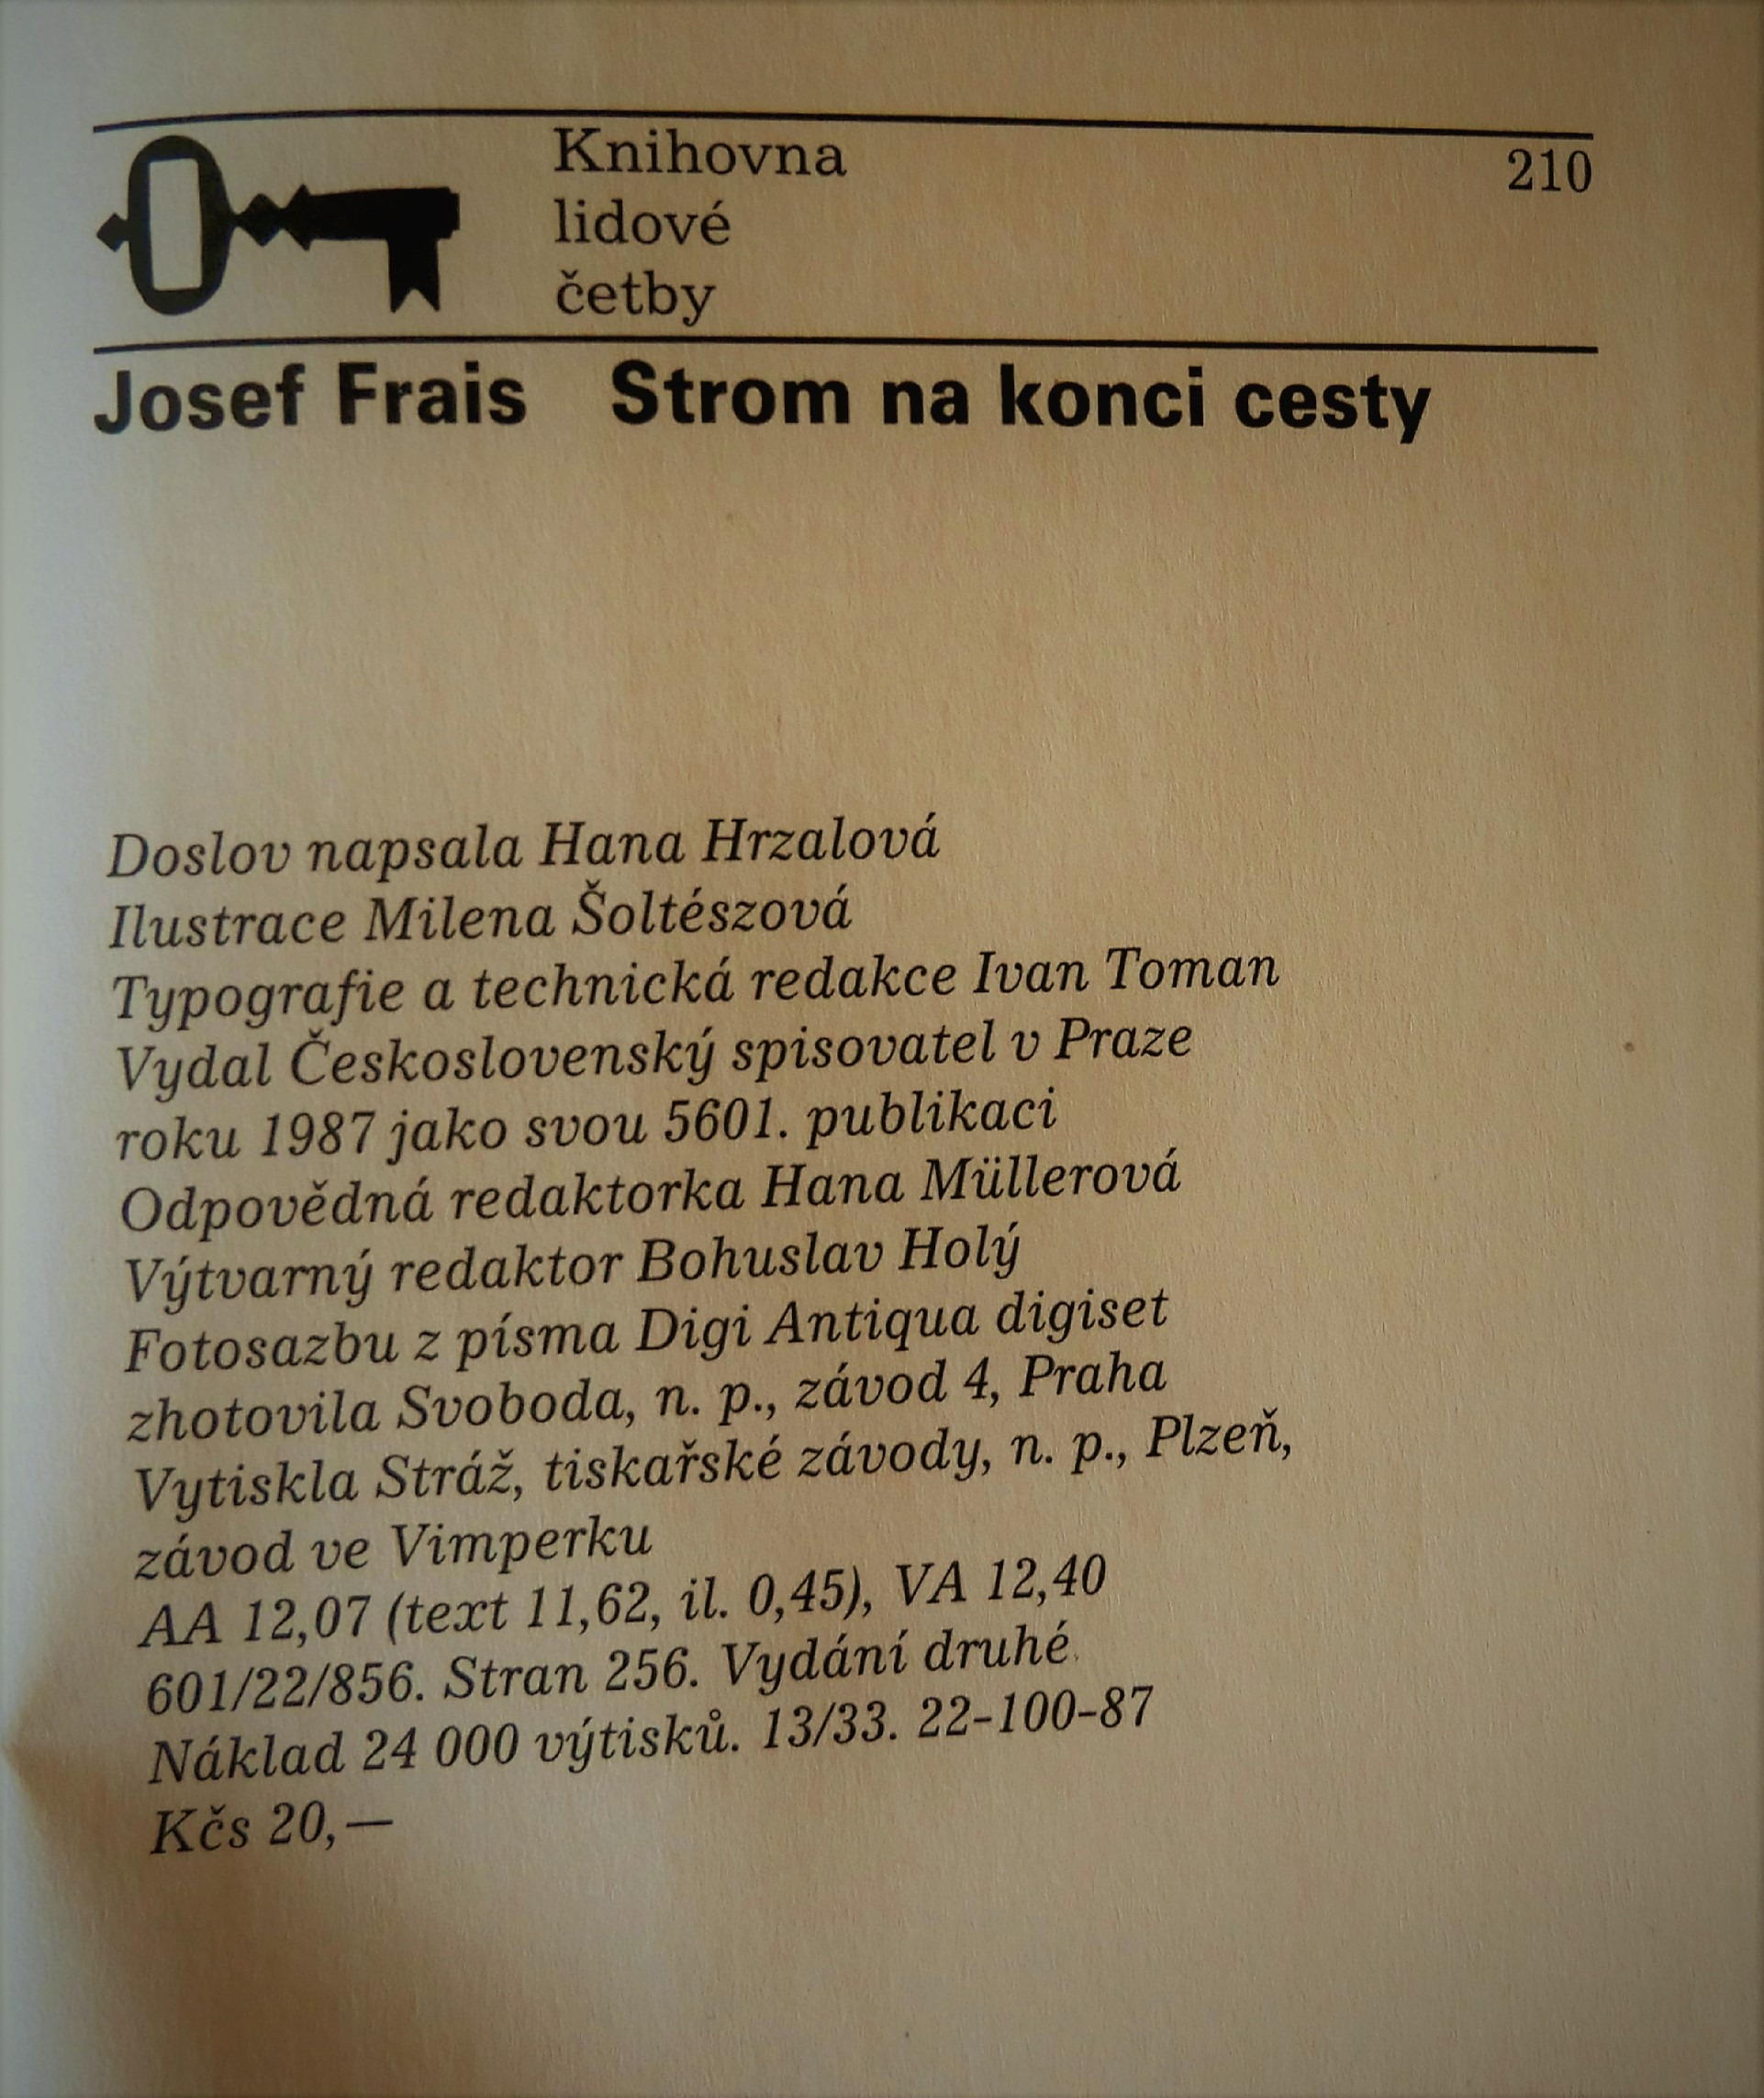 Knihovna
lidové
četby
210
Josef Frais Strom na konci cesty
Doslov napsala Hana Hrzalová
Ilustrace Milena Šoltészová
Typografie a technická redakce Ivan Toman
Vydal Československý spisovatel v Praze
roku 1987 jako svou 5601. publikaci
Odpovědná redaktorka Hana Müllerová
Výtvarný redaktor Bohuslav Holý
Fotosazbu z písma Digi Antiqua digiset
zhotovila Svoboda, n. p., závod 4, Praha
Vytiskla Stráž, tiskařské závody, n. p., Plzeň,
závod ve Vimperku
AA 12,07 (text 11,62, il. 0,45), VA 12,40
601/22/856. Stran 256. Vydání druhé.
Náklad 24 000 výtisků. 13/33. 22-100-87
Kčs 20,—